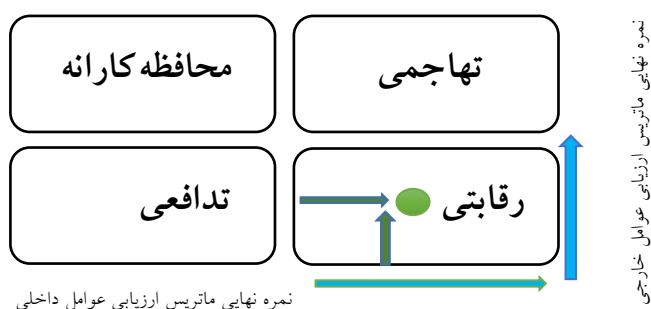 تهاجمی
محافظه کارانه
رقابتی
تدافعی
نمره نهایی ماتریس ارزیابی عوامل داخلی
نمره نهایی ماتریس ارزیابی عوامل خارجی